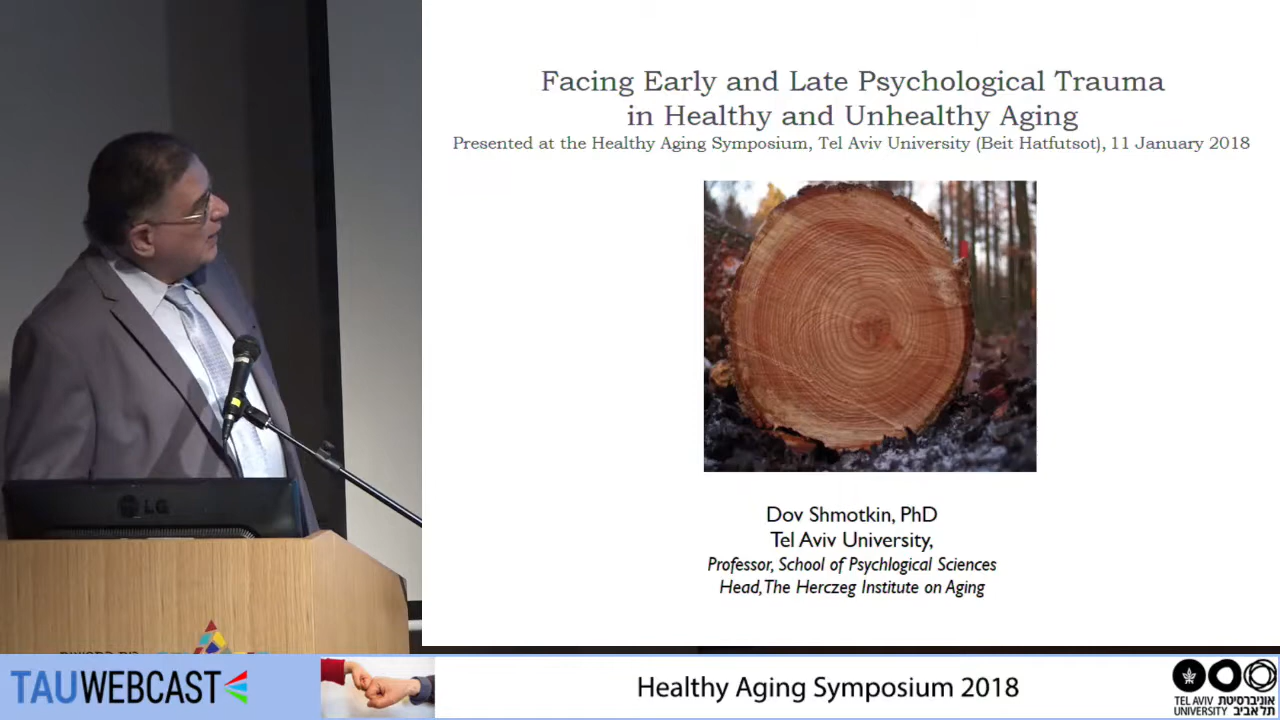 Facing Early and Late Psychological Trauma
in Healthy and Unhealthy Aging
Presented at the Healthy Aging Symposium, Tel Aviv University (Beit Hatfutsot), 11 January 2018
Dov Shmotkin, PhD
Tel Aviv University,
Professor, School of Psychlogical Sciences
Head, The Herczeg Institute on Aging
LG
TAUWEBCAST
Healthy Aging Symposium 2018
TEL AVIV אוניברסיטת
UNIVERSITY תל אביב